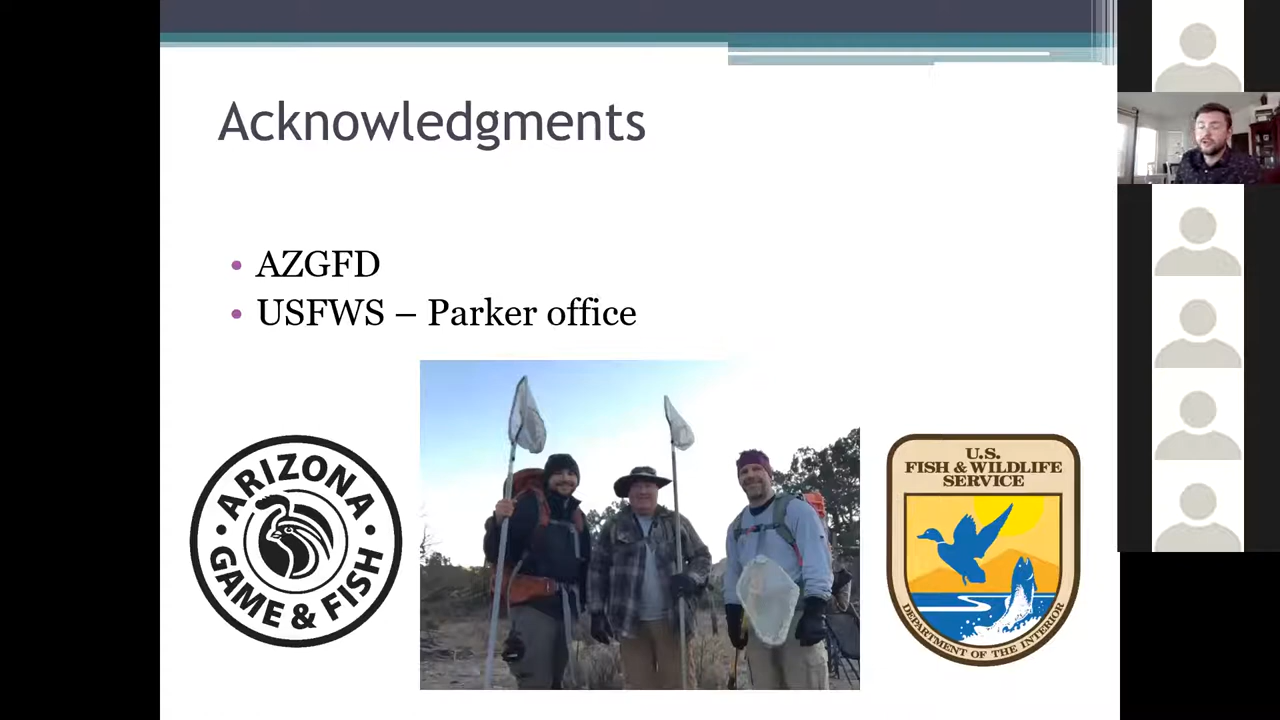 Acknowledgments
• AZGFD
• USFWS – Parker office
ARIZONA
GAME & FISH
U.S.
FISH & WILDLIFE
SERVICE
DEPARTMENT OF THE INTERIOR